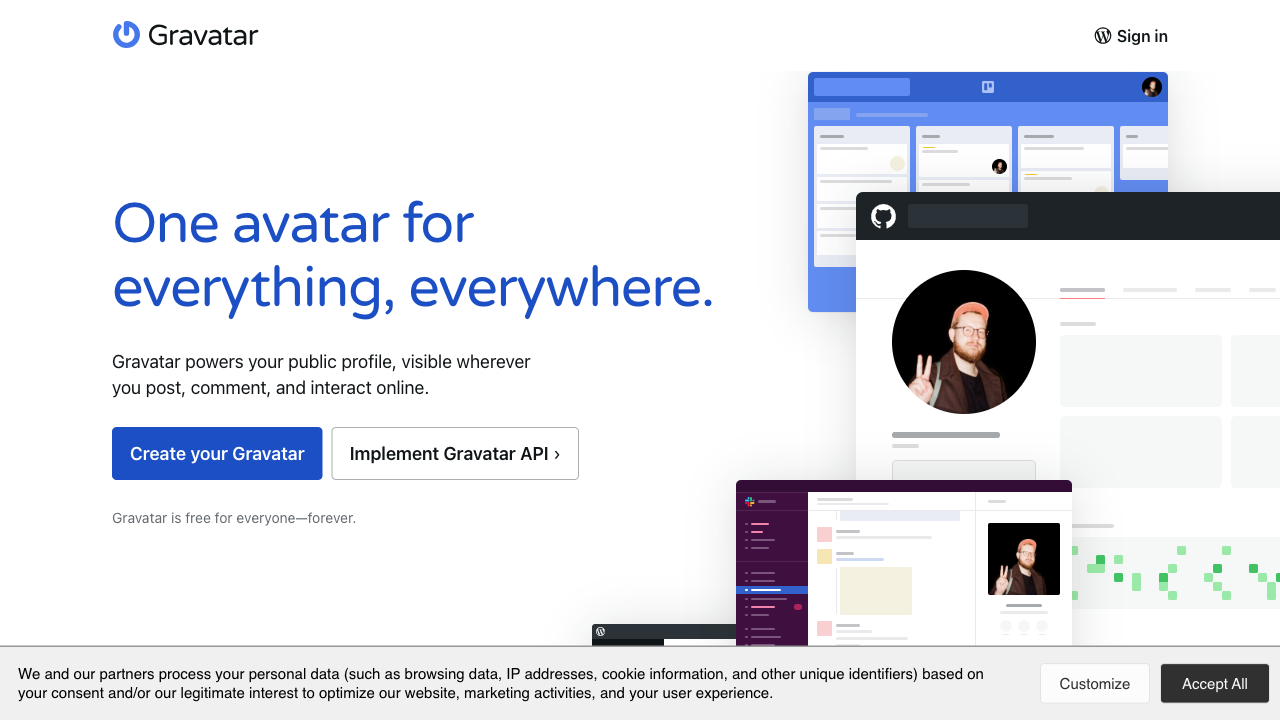 Gravatar
Sign in
One avatar for
everything, everywhere.
Gravatar powers your public profile, visible wherever
you post, comment, and interact online.
Create your Gravatar
Implement Gravatar API ›
Gravatar is free for everyone—forever.
We and our partners process your personal data (such as browsing data, IP addresses, cookie information, and other unique identifiers) based on
your consent and/or our legitimate interest to optimize our website, marketing activities, and your user experience.
Customize
Accept All